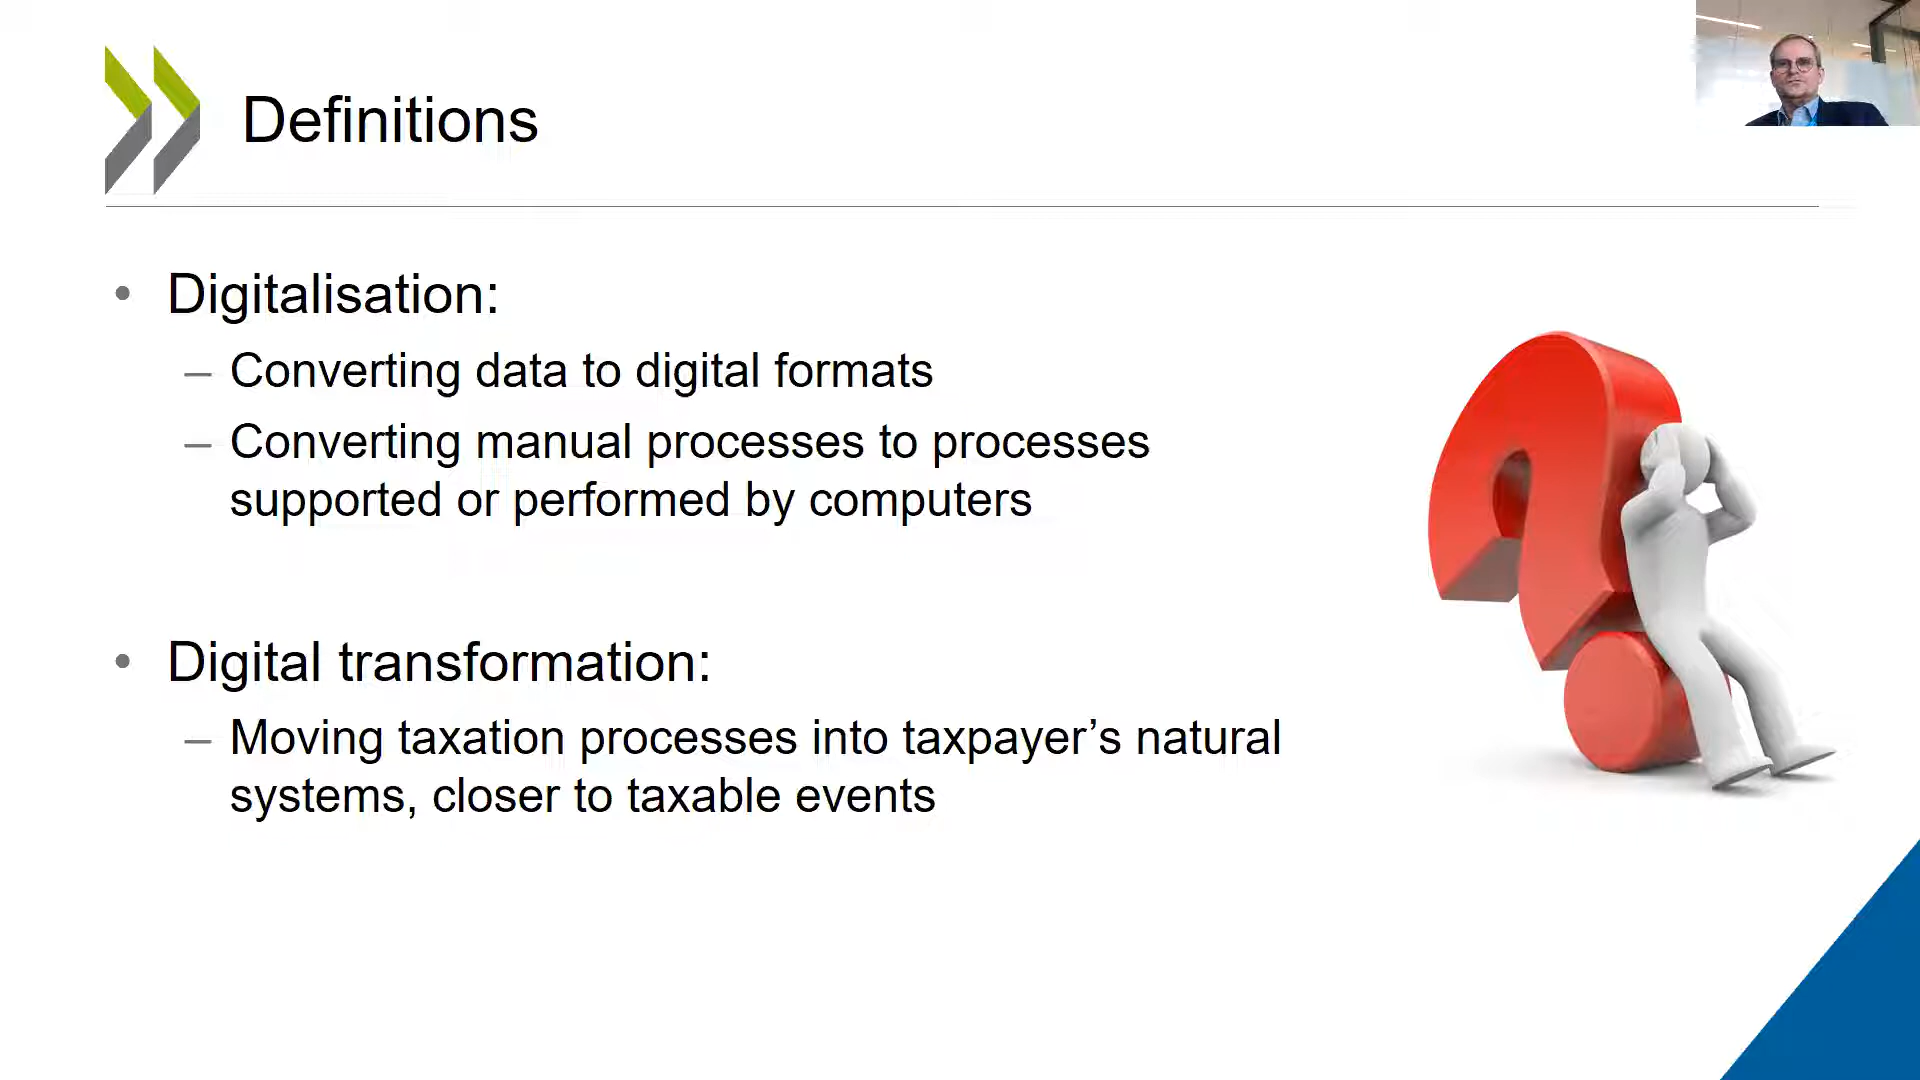 Definitions
• Digitalisation:
– Converting data to digital formats
– Converting manual processes to processes
supported or performed by computers
• Digital transformation:
– Moving taxation processes into taxpayer’s natural
systems, closer to taxable events